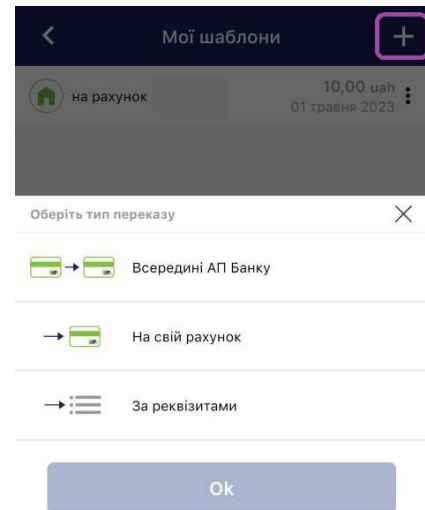 Мої шаблони
на рахунок
10,00 uah
01 травня 2023
Оберіть тип переказу
Всередині АП Банку
На свій рахунок
За реквізитами
Ok